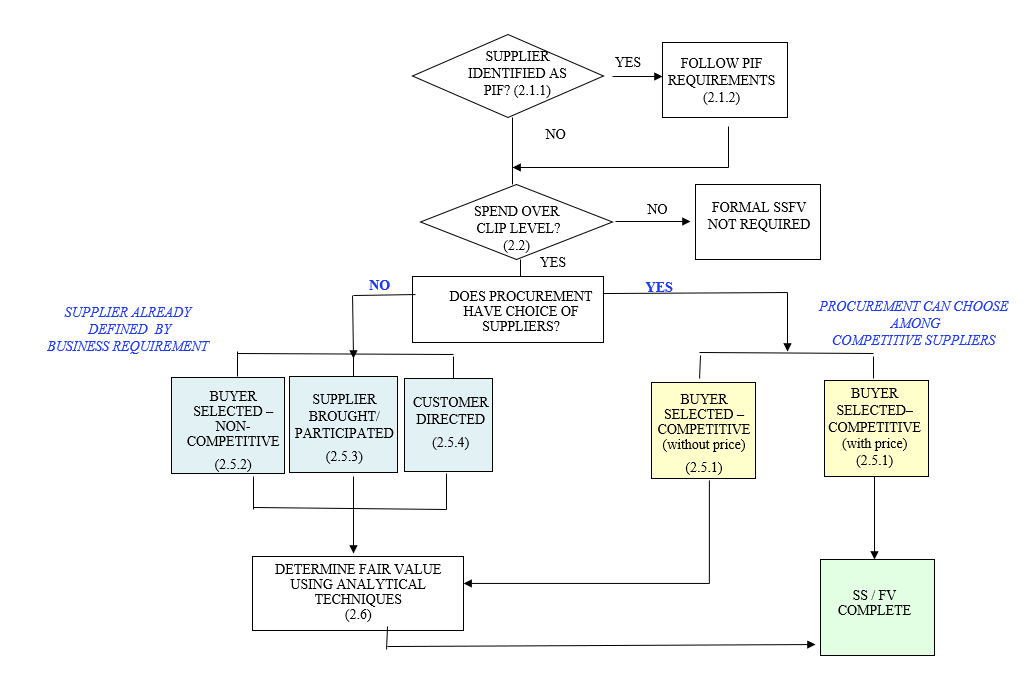 SUPPLIER
IDENTIFIED AS
PIF? (2.1.1)
YES
FOLLOW PIF
REQUIREMENTS
(2.1.2)
NO
SPEND OVER
CLIP LEVEL?
(2.2)
NO
FORMAL SSFV
NOT REQUIRED
YES
NO
DOES PROCUREMENT
HAVE CHOICE OF
SUPPLIERS?
YES
SUPPLIER ALREADY
DEFINED BY
BUSINESS REQUIREMENT
PROCUREMENT CAN CHOOSE
AMONG
COMPETITIVE SUPPLIERS
BUYER
SELECTED –
NON-
COMPETITIVE
(2.5.2)
SUPPLIER
BROUGHT/
PARTICIPATED
(2.5.3)
CUSTOMER
DIRECTED
(2.5.4)
BUYER
SELECTED –
COMPETITIVE
(without price)
(2.5.1)
BUYER
SELECTED–
COMPETITIVE
(with price)
(2.5.1)
DETERMINE FAIR VALUE
USING ANALYTICAL
TECHNIQUES
(2.6)
SS / FV
COMPLETE